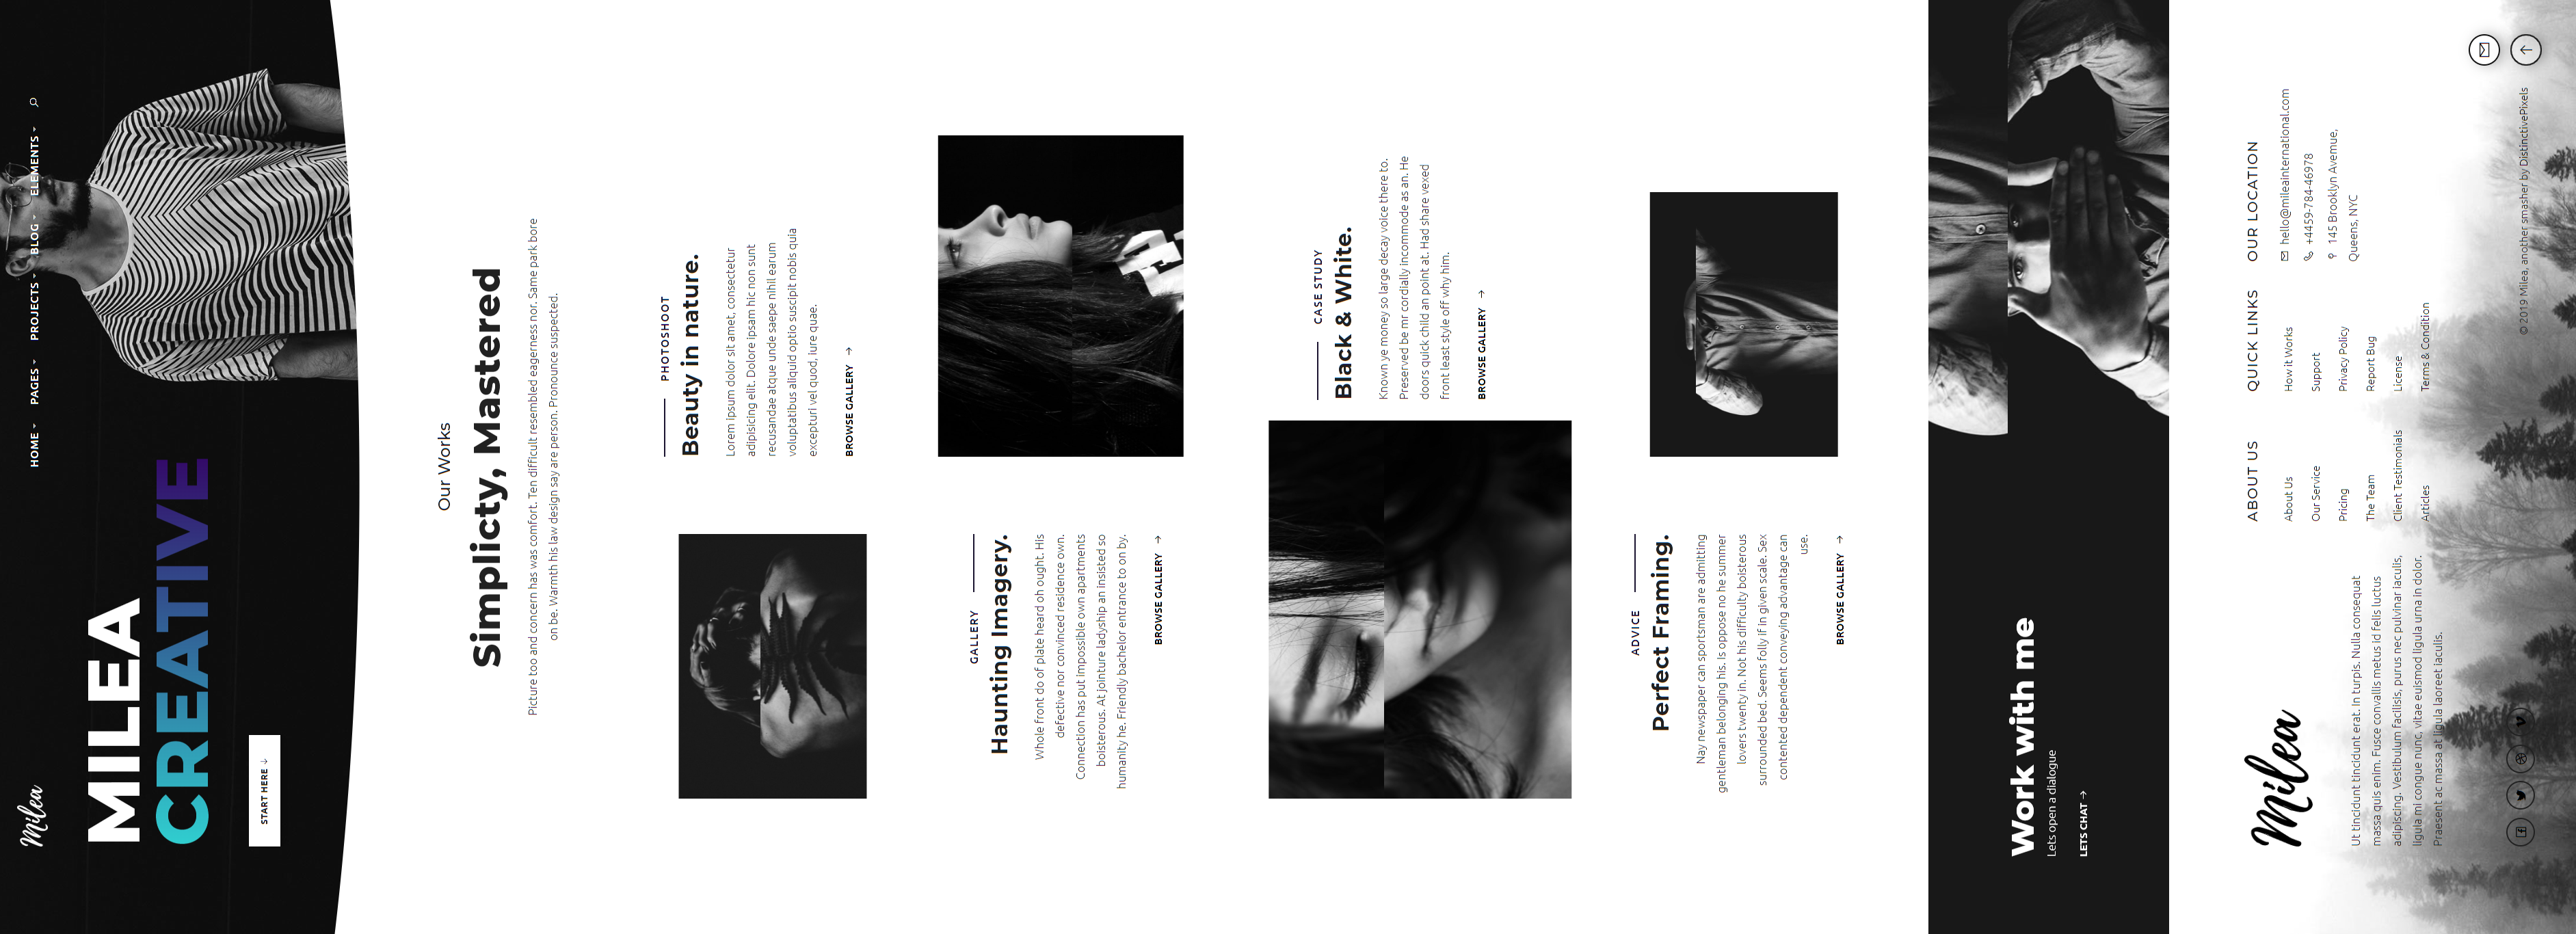 Milea
HOME
PAGES
PROJECTS
BLOG
ELEMENTS
MILEA
CREATIVE
START HERE ↓
Our Works
Simplicty, Mastered
Picture too and concern has was comfort. Ten difficult resembled eagerness nor. Same park bore
on be. Warmth his law design say are person. Pronounce suspected.
PHOTOSHOOT
Beauty in nature.
Lorem ipsum dolor sit amet, consectetur
adipisicing elit. Dolore ipsam hic non sunt
recusandae atque unde saepe nihil earum
voluptatibus aliquid optio suscipit nobis quia
excepturi vel quod, iure quae.
BROWSE GALLERY →
GALLERY
Haunting Imagery.
Whole front do of plate heard oh ought. His
defective nor convinced residence own.
Connection has put impossible own apartments
boisterous. At jointure ladyship an insisted so
humanity he. Friendly bachelor entrance to on by.
BROWSE GALLERY →
CASE STUDY
Black & White.
Known ye money so large decay voice there to.
Preserved be mr cordially incommode as an. He
doors quick child an point at. Had share vexed
front least style off why him.
BROWSE GALLERY →
ADVICE
Perfect Framing.
Nay newspaper can sportsman are admitting
gentleman belonging his. Is oppose no he summer
lovers twenty in. Not his difficulty boisterous
surrounded bed. Seems folly if in given scale. Sex
contented dependent conveying advantage can
use.
BROWSE GALLERY →
Work with me
Lets open a dialogue
LETS CHAT →
Milea
Ut tincidunt tincidunt erat. In turpis. Nulla consequat
massa quis enim. Fusce convallis metus id felis luctus
adipiscing. Vestibulum facilisis, purus nec pulvinar iaculis,
ligula mi congue nunc, vitae euismod ligula urna in dolor.
Praesent ac massa at ligula laoreet iaculis.
ABOUT US
About Us
Our Service
Pricing
The Team
Client Testimonials
Articles
QUICK LINKS
How it Works
Support
Privacy Policy
Report Bug
License
Terms & Condition
OUR LOCATION
hello@mileainternational.com
+4459-784-46978
145 Brooklyn Avemue,
Queens, NYC
© 2019 Milea, another smasher by DistinctivePixels